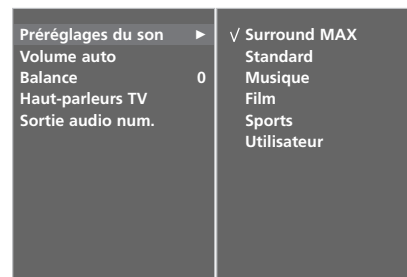 Préréglages du son ►
Volume auto
Balance 0
Haut-parleurs TV
Sortie audio num.
√ Surround MAX
Standard
Musique
Film
Sports
Utilisateur